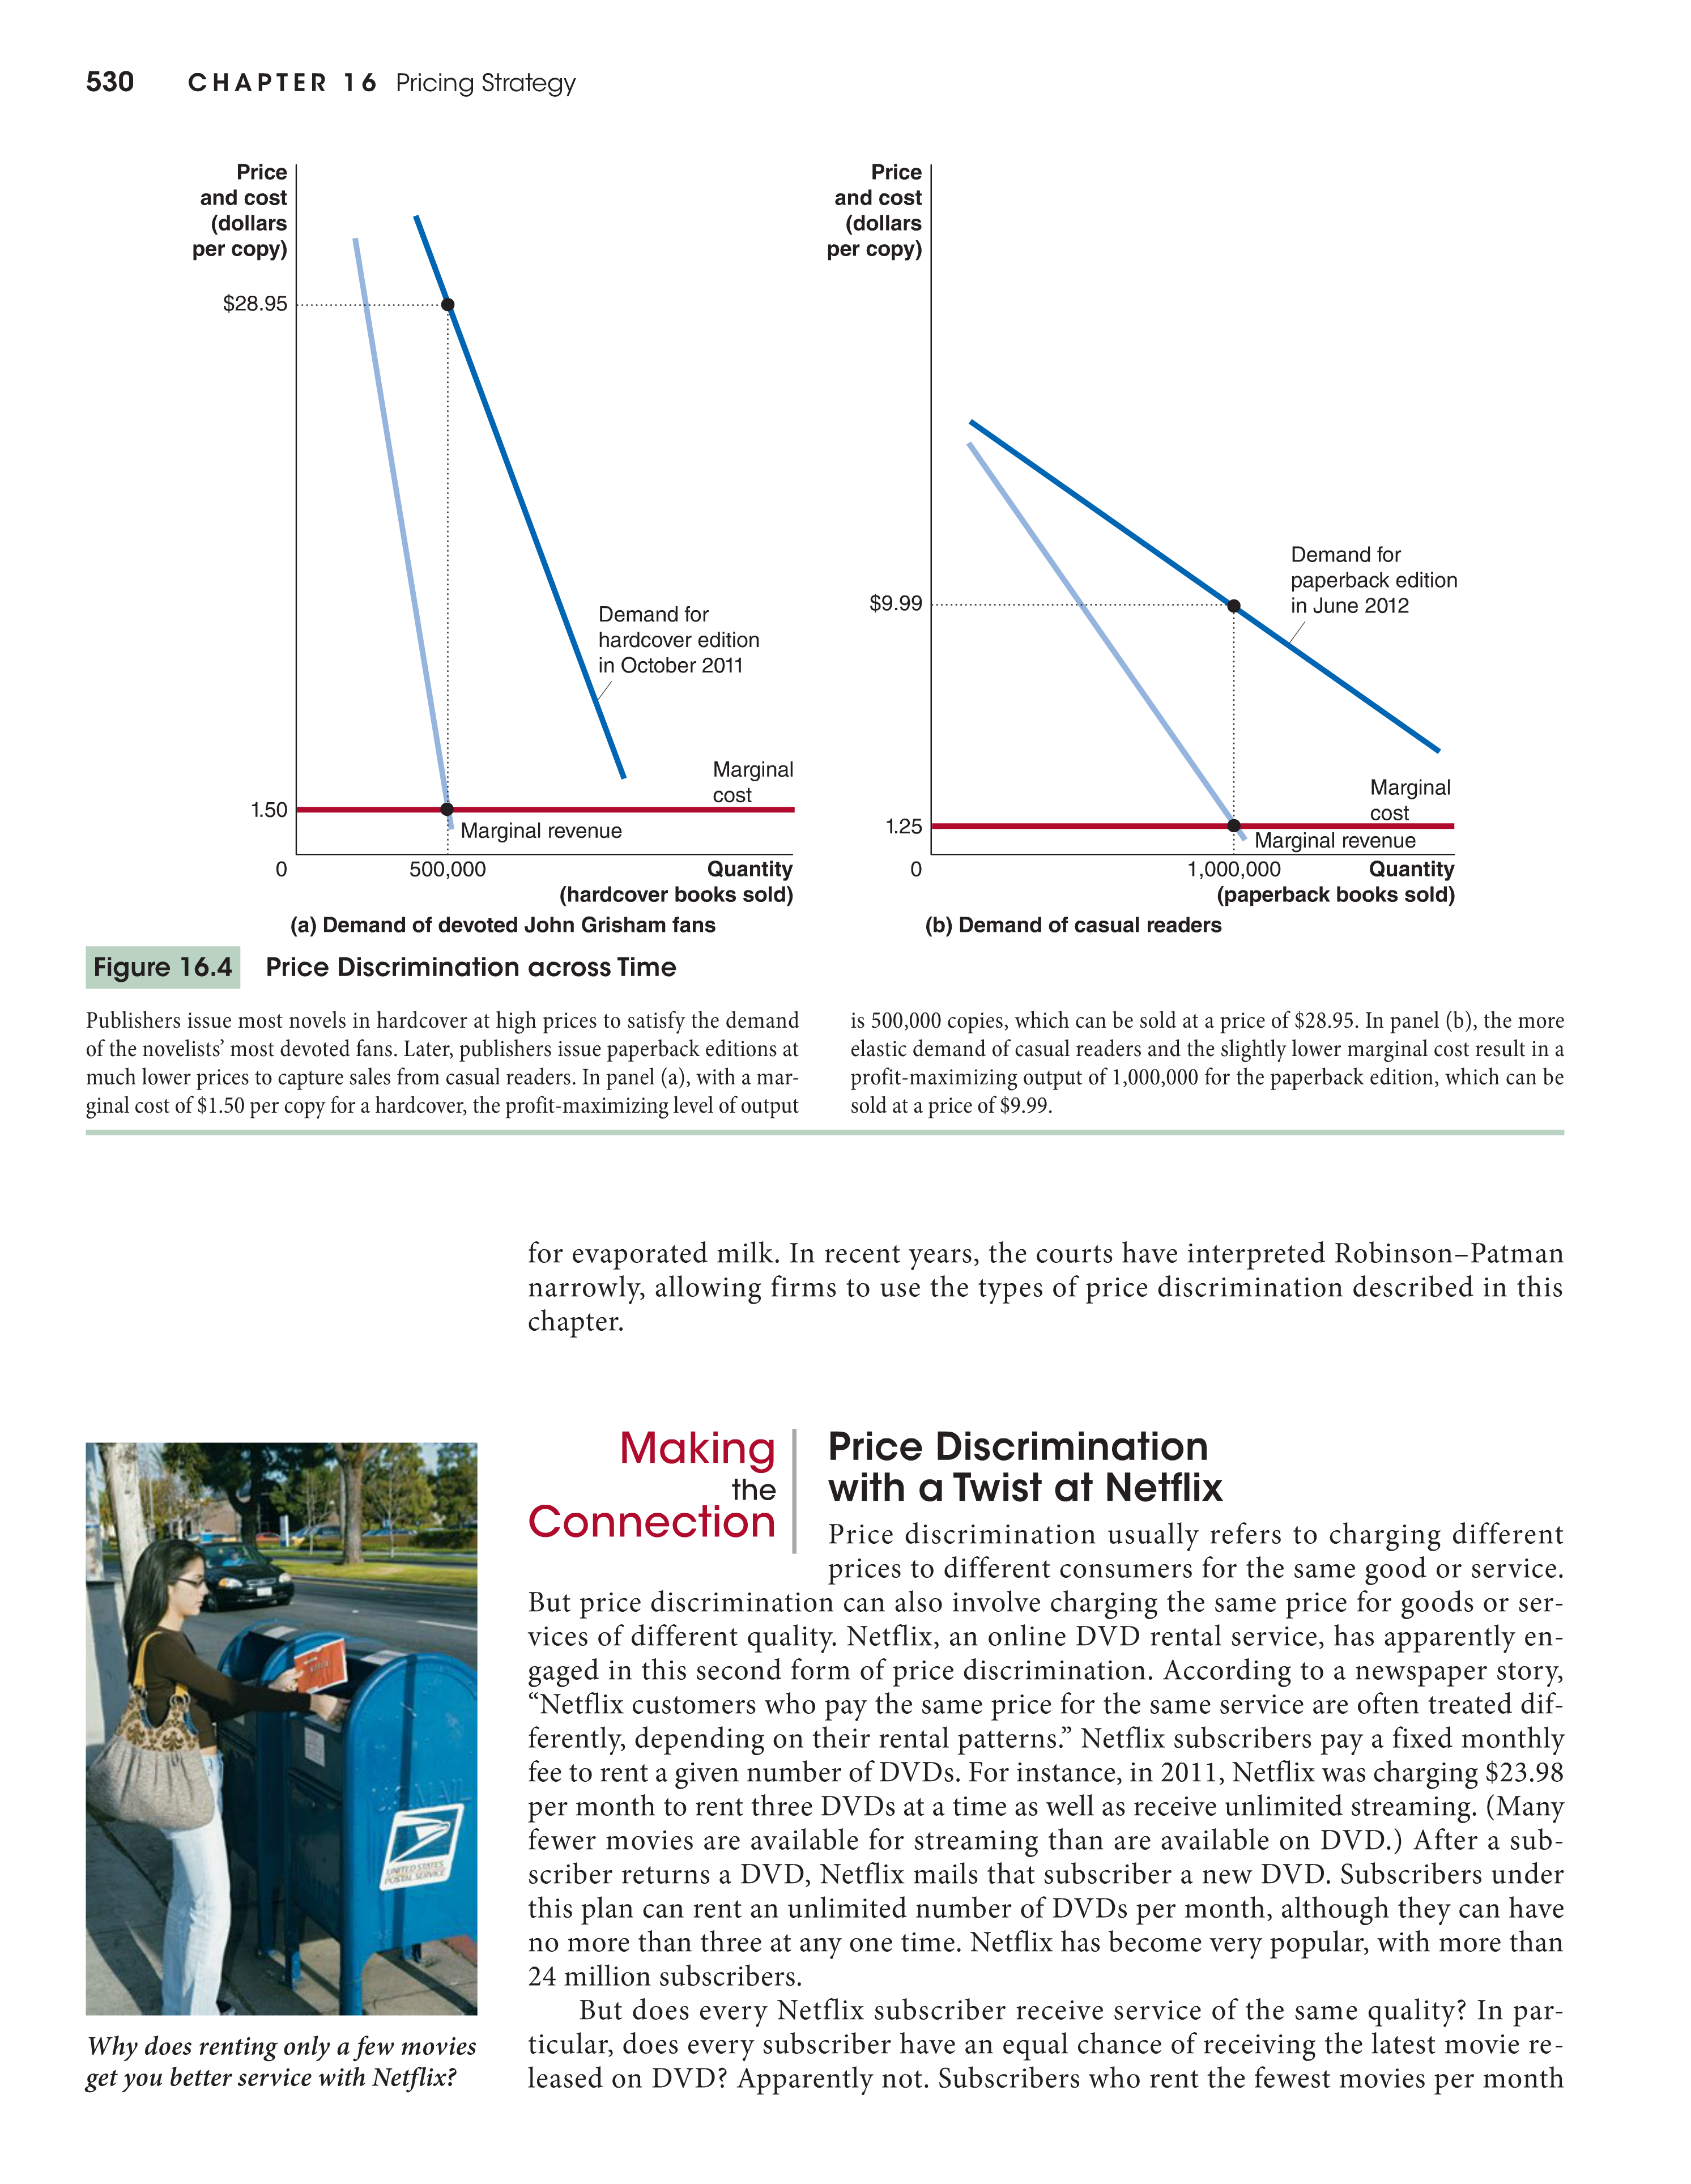 530 CHAPTER 16 Pricing Strategy
Price
and cost
(dollars
per copy)
$28.95
Demand for
hardcover edition
in October 2011
Marginal
cost
1.50
Marginal revenue
0
500,000
Quantity
(hardcover books sold)
(a) Demand of devoted John Grisham fans
Price
and cost
(dollars
per copy)
Demand for
paperback edition
in June 2012
$9.99
Marginal
cost
1.25
Marginal revenue
0
1,000,000
Quantity
(paperback books sold)
(b) Demand of casual readers
Figure 16.4 Price Discrimination across Time
Publishers issue most novels in hardcover at high prices to satisfy the demand
of the novelists’ most devoted fans. Later, publishers issue paperback editions at
much lower prices to capture sales from casual readers. In panel (a), with a mar-
ginal cost of $1.50 per copy for a hardcover, the profit-maximizing level of output
is 500,000 copies, which can be sold at a price of $28.95. In panel (b), the more
elastic demand of casual readers and the slightly lower marginal cost result in a
profit-maximizing output of 1,000,000 for the paperback edition, which can be
sold at a price of $9.99.
for evaporated milk. In recent years, the courts have interpreted Robinson–Patman
narrowly, allowing firms to use the types of price discrimination described in this
chapter.
Making
the
Connection
Price Discrimination
with a Twist at Netflix
Price discrimination usually refers to charging different
prices to different consumers for the same good or service.
But price discrimination can also involve charging the same price for goods or ser-
vices of different quality. Netflix, an online DVD rental service, has apparently en-
gaged in this second form of price discrimination. According to a newspaper story,
“Netflix customers who pay the same price for the same service are often treated dif-
ferently, depending on their rental patterns.” Netflix subscribers pay a fixed monthly
fee to rent a given number of DVDs. For instance, in 2011, Netflix was charging $23.98
per month to rent three DVDs at a time as well as receive unlimited streaming. (Many
fewer movies are available for streaming than are available on DVD.) After a sub-
scriber returns a DVD, Netflix mails that subscriber a new DVD. Subscribers under
this plan can rent an unlimited number of DVDs per month, although they can have
no more than three at any one time. Netflix has become very popular, with more than
24 million subscribers.
But does every Netflix subscriber receive service of the same quality? In par-
ticular, does every subscriber have an equal chance of receiving the latest movie re-
leased on DVD? Apparently not. Subscribers who rent the fewest movies per month
UNITED STATES
POSTAL SERVICE
Why does renting only a few movies
get you better service with Netflix?